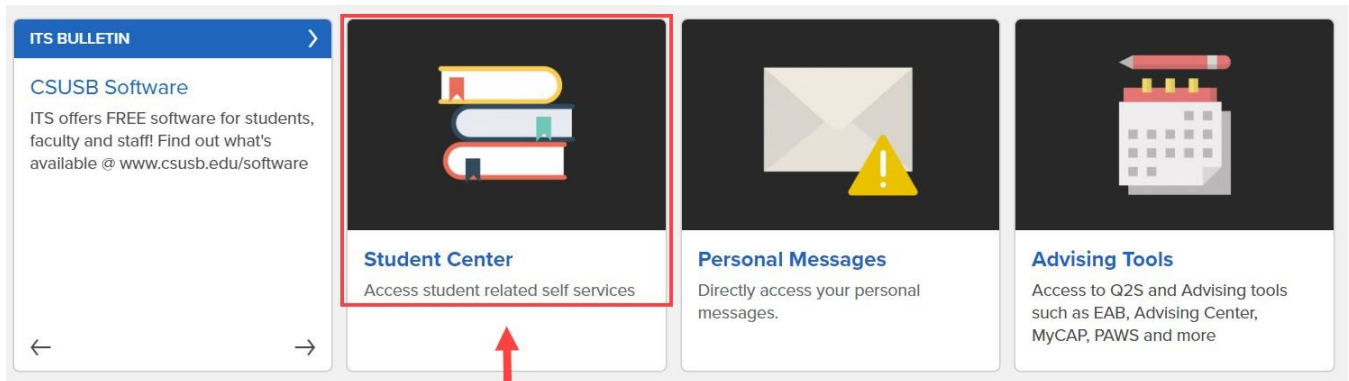 ITS BULLETIN
CSUSB Software
ITS offers FREE software for students,
faculty and staff! Find out what's
available @ www.csusb.edu/software
Student Center
Access student related self services
Personal Messages
Directly access your personal
messages.
Advising Tools
Access to Q2S and Advising tools
such as EAB, Advising Center,
MyCAP, PAWS and more